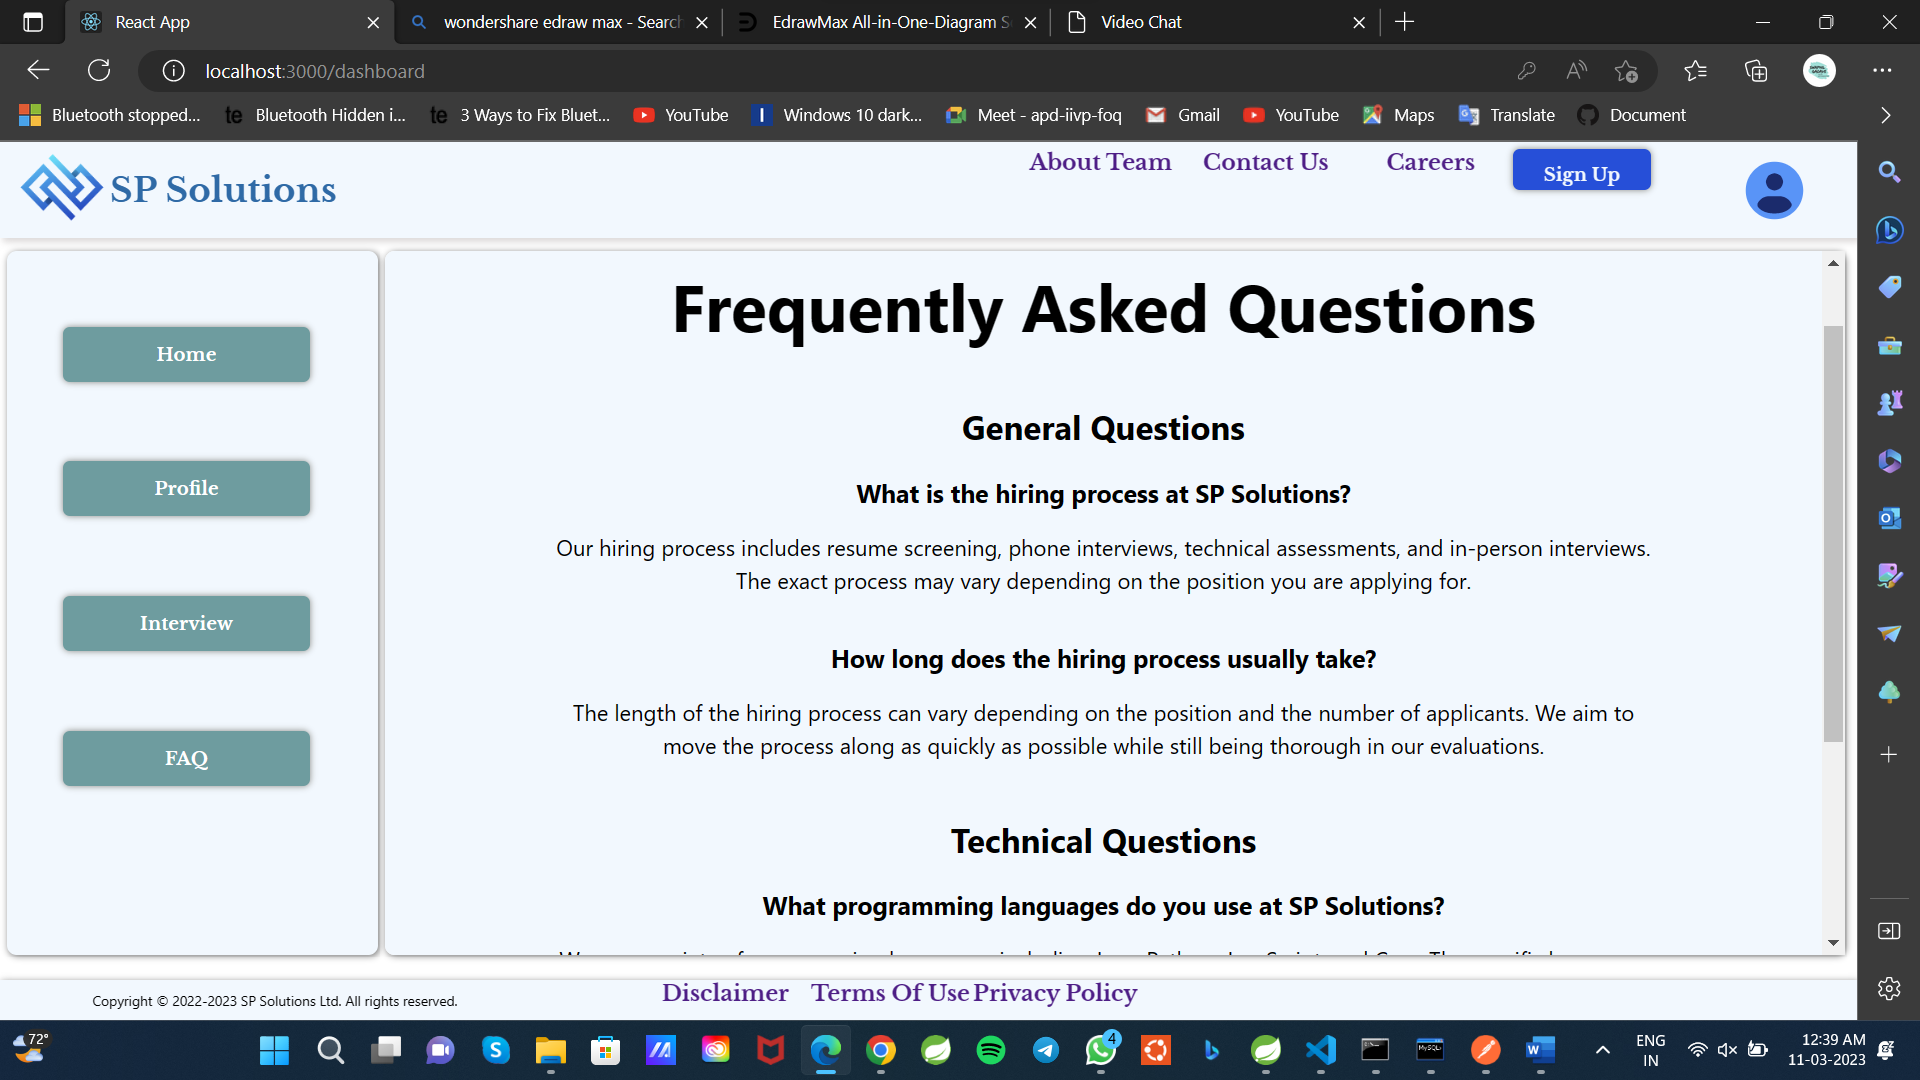 React App
wondershare edraw max - Search
EdrawMax All-in-One-Diagram S
Video Chat
localhost:3000/dashboard
Bluetooth stopped...
te Bluetooth Hidden i...
te 3 Ways to Fix Bluet...
YouTube
I Windows 10 dark...
Meet - apd-iivp-foq
Gmail
YouTube
Maps
Translate
Document
SP Solutions
About Team
Contact Us
Careers
Sign Up
Home
Profile
Interview
FAQ
Frequently Asked Questions
General Questions
What is the hiring process at SP Solutions?
Our hiring process includes resume screening, phone interviews, technical assessments, and in-person interviews.
The exact process may vary depending on the position you are applying for.
How long does the hiring process usually take?
The length of the hiring process can vary depending on the position and the number of applicants. We aim to
move the process along as quickly as possible while still being thorough in our evaluations.
Technical Questions
What programming languages do you use at SP Solutions?
Copyright © 2022-2023 SP Solutions Ltd. All rights reserved.
Disclaimer
Terms Of Use
Privacy Policy
72°
4
ENG
IN
12:39 AM
11-03-2023